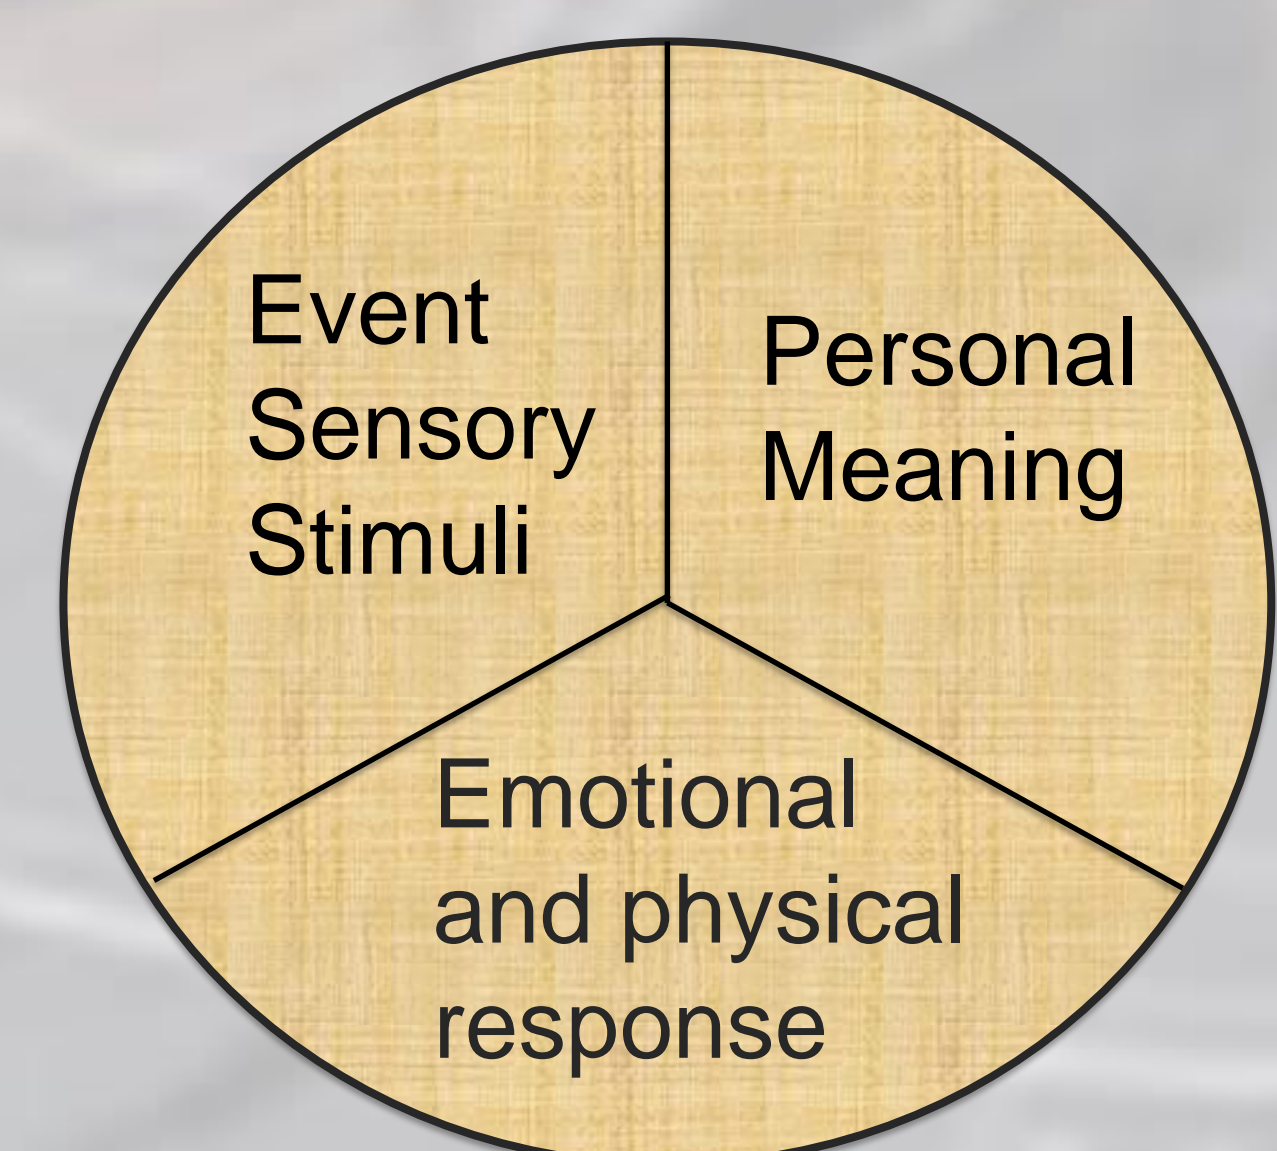 Event
Sensory
Stimuli
Personal
Meaning
Emotional
and physical
response